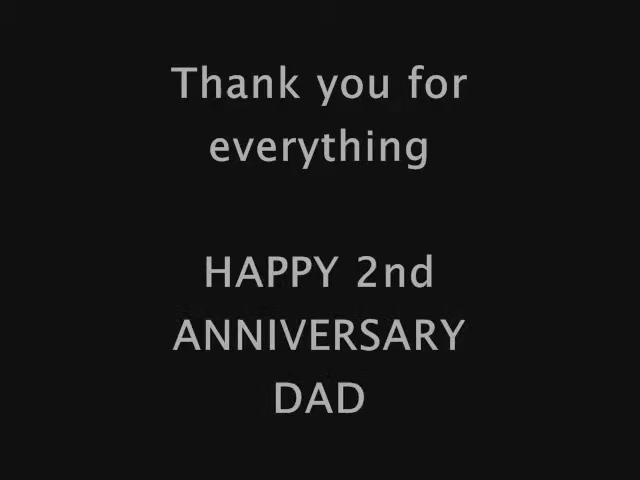 Thank you for
everything
HAPPY 2nd
ANNIVERSARY
DAD